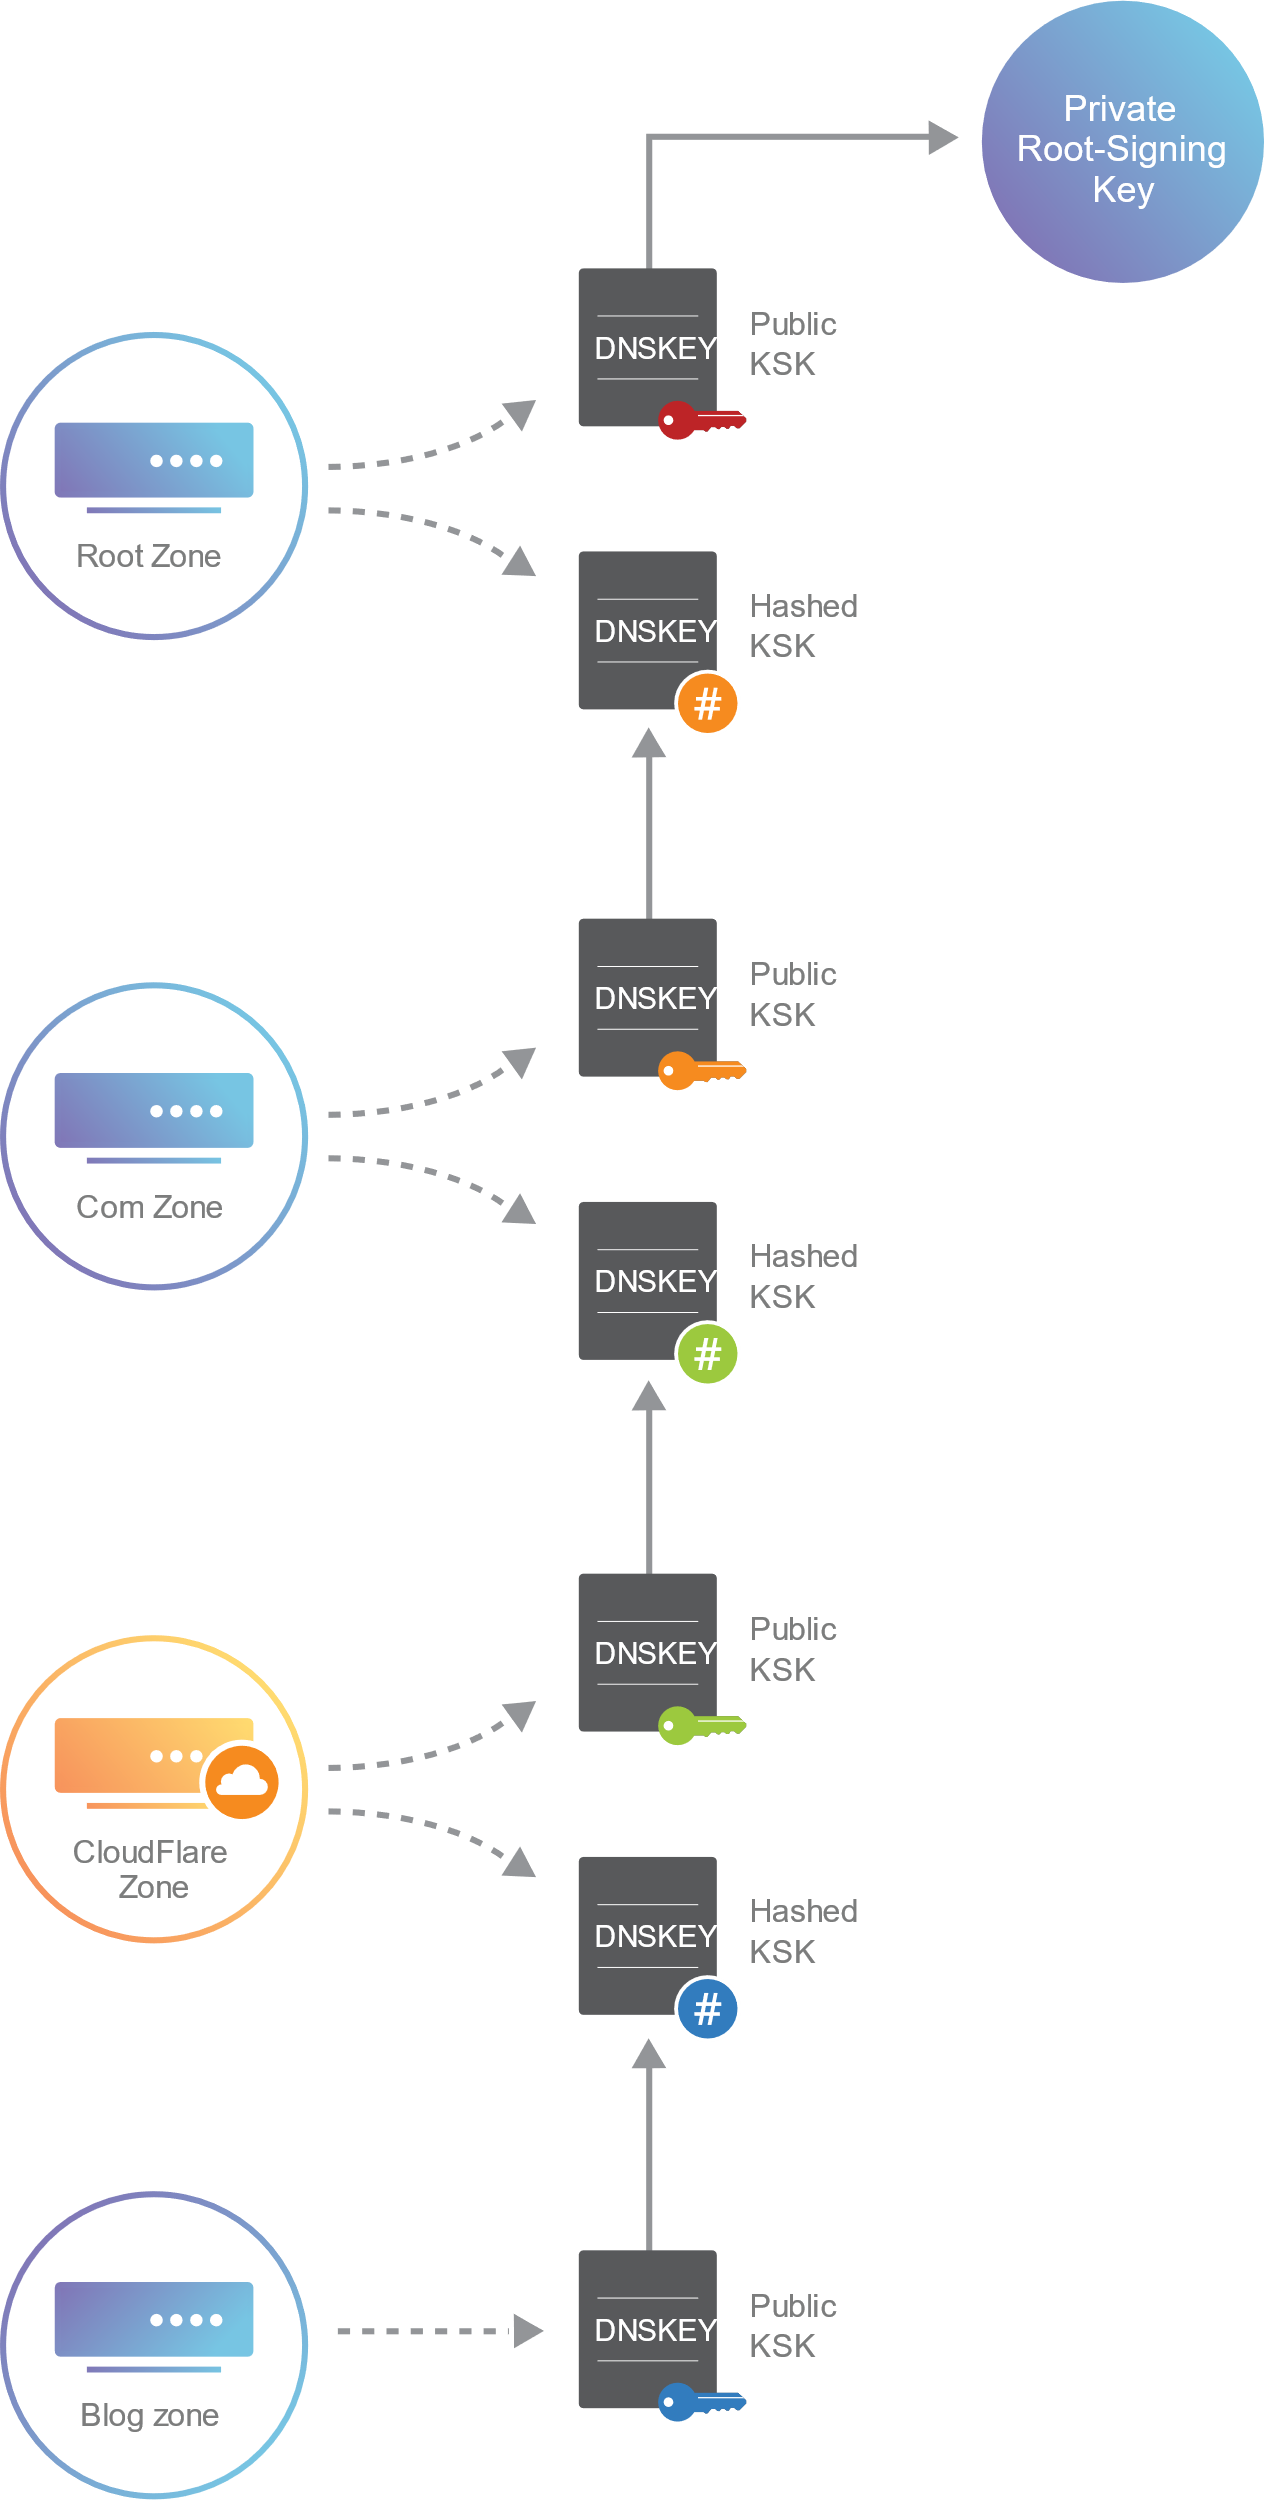 Private
Root-Signing
Key
DNSKEY
Public
KSK
Root Zone
DNSKEY
Hashed
KSK
#
DNSKEY
Public
KSK
Com Zone
DNSKEY
Hashed
KSK
#
DNSKEY
Public
KSK
CloudFlare
Zone
DNSKEY
Hashed
KSK
#
DNSKEY
Public
KSK
Blog zone